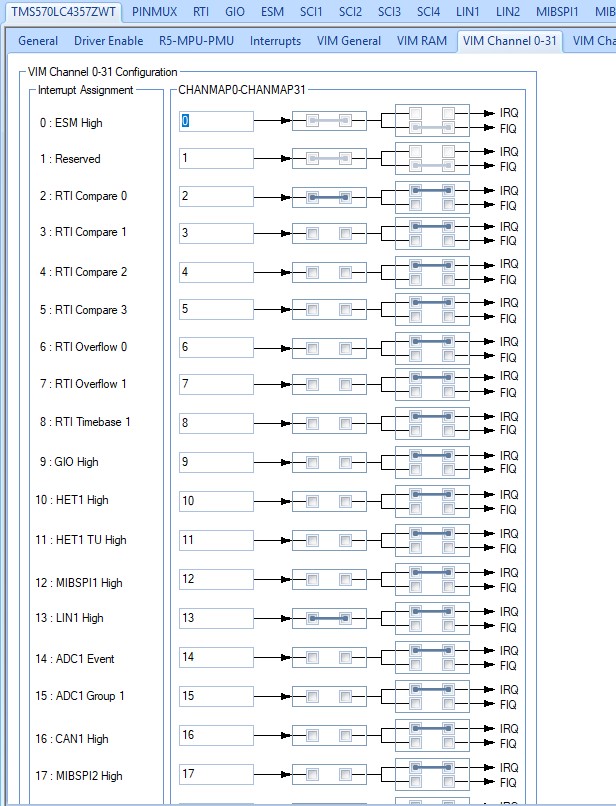 TMS570LC4357ZWT PINMUX RTI GIO ESM SCI1 SCI2 SCI3 SCI4 LIN1 LIN2 MIBSPI1 MIB
General Driver Enable R5-MPU-PMU Interrupts VIM General VIM RAM VIM Channel 0-31 VIM Cha
VIM Channel 0-31 Configuration
Interrupt Assignment CHANMAP0-CHANMAP31
0 : ESM High 0 IRQ
FIQ
1 : Reserved 1 IRQ
FIQ
2 : RTI Compare 0 2 IRQ
FIQ
3 : RTI Compare 1 3 IRQ
FIQ
4 : RTI Compare 2 4 IRQ
FIQ
5 : RTI Compare 3 5 IRQ
FIQ
6 : RTI Overflow 0 6 IRQ
FIQ
7 : RTI Overflow 1 7 IRQ
FIQ
8 : RTI Timebase 1 8 IRQ
FIQ
9 : GIO High 9 IRQ
FIQ
10 : HET1 High 10 IRQ
FIQ
11 : HET1 TU High 11 IRQ
FIQ
12 : MIBSPI1 High 12 IRQ
FIQ
13 : LIN1 High 13 IRQ
FIQ
14 : ADC1 Event 14 IRQ
FIQ
15 : ADC1 Group 1 15 IRQ
FIQ
16 : CAN1 High 16 IRQ
FIQ
17 : MIBSPI2 High 17 IRQ
FIQ